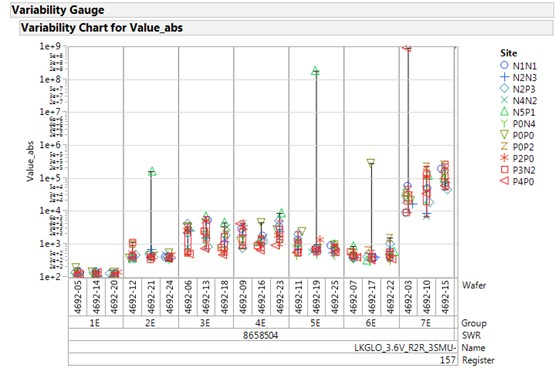 Variability Gauge
Variability Chart for Value_abs
Value_abs
1e+9
1e+8
1e+7
1e+6
1e+5
1e+4
1e+3
1e+2
Site
N1N1
N2N3
N2P3
N4N2
N5P1
P0N4
P0P0
P0P2
P2P0
P3N2
P4P0
4692-05 4692-14 4692-20 4692-12 4692-21 4692-24 4692-06 4692-13 4692-18 4692-09 4692-16 4692-23 4692-11 4692-19 4692-25 4692-07 4692-17 4692-22 4692-03 4692-10 4692-15 Wafer
1E 2E 3E 4E 5E 6E 7E Group
8658504 SWR
LKGLO_3.6V_R2R_3SMU- Name
157 Register